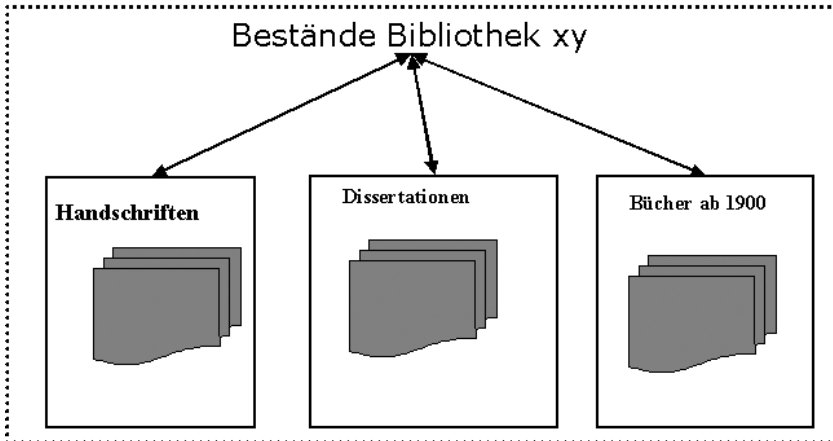 Bestände Bibliothek xy
Handschriften
Dissertationen
Bücher ab 1900